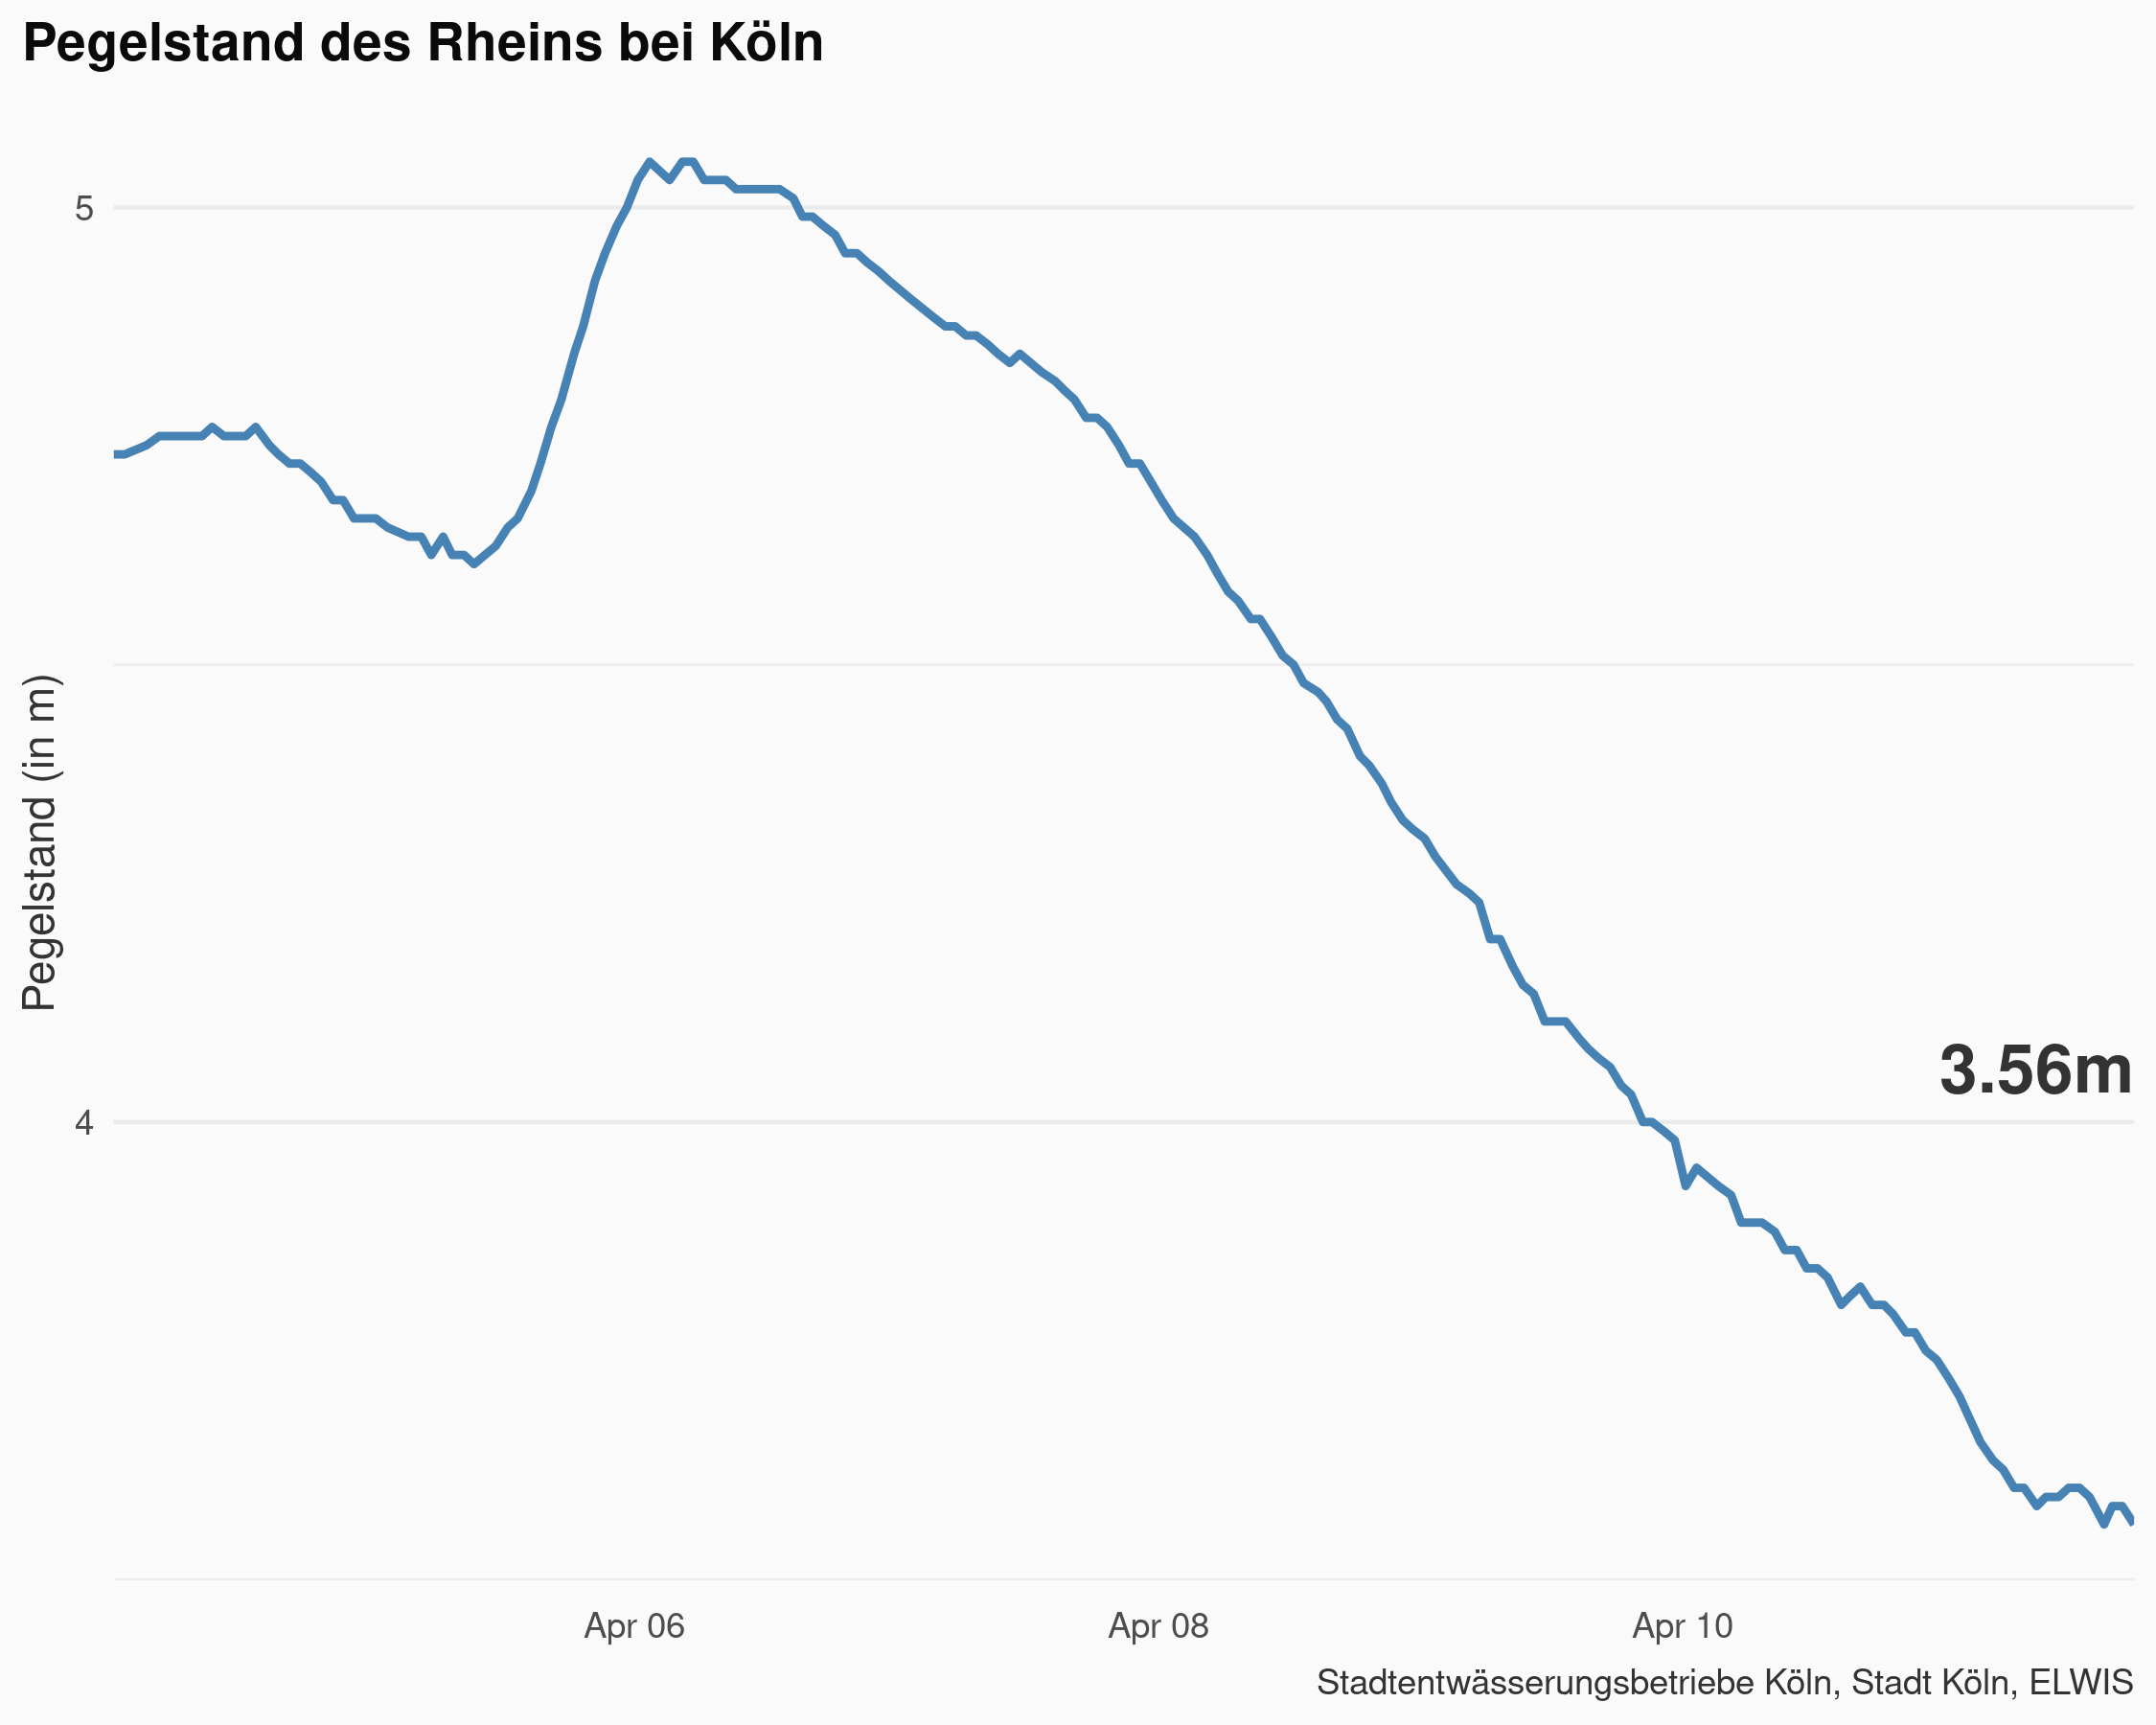 Pegelstand des Rheins bei Köln
5
Pegelstand (in m)
3.56m
4
Apr 06
Apr 08
Apr 10
Stadtentwässerungsbetriebe Köln, Stadt Köln, ELWIS